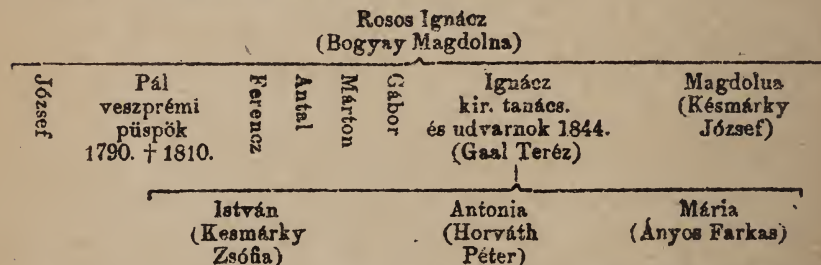 Rosos Ignácz
(Bogyay Magdolna)
József
Pál
veszprémi
püspök
1790. † 1810.
Ferencz
Antal
Márton
Gábor
Ignácz
kir. tanács.
és udvarnok 1844.
(Gaal Teréz)
Magdolua
(Késmárky
József)
István
(Kesmárky
Zsófia)
Antonia
(Horváth
Péter)
Mária
(Ányos Farkas)